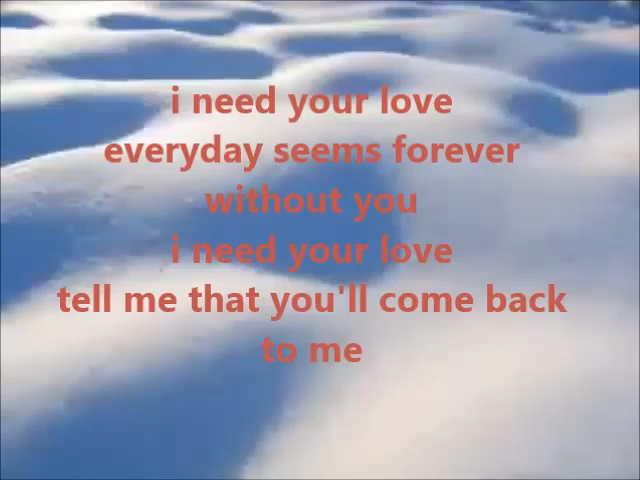 i need your love
everyday seems forever
without you
i need your love
tell me that you'll come back
to me